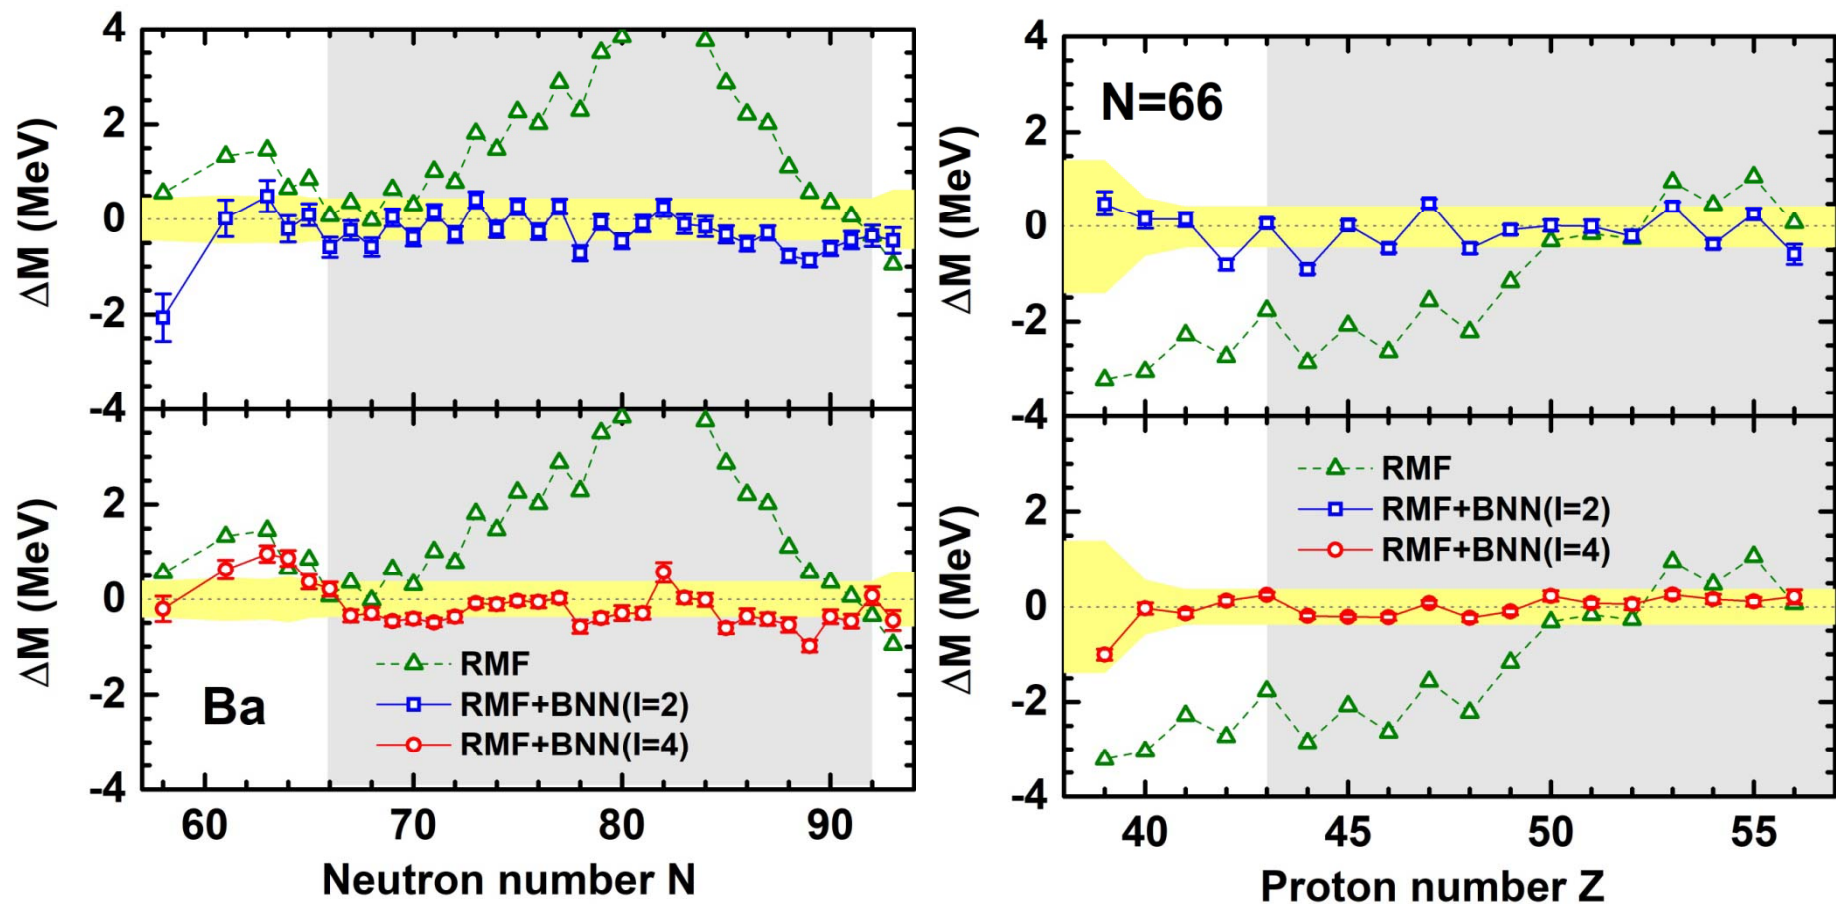 4
2
0
-2
-4
ΔM (MeV)
2
0
-2
-4
ΔM (MeV)
RMF
RMF+BNN(I=2)
RMF+BNN(I=4)
Ba
60 70 80 90
Neutron number N
4
2
0
-2
-4
ΔM (MeV)
N=66
2
0
-2
-4
ΔM (MeV)
RMF
RMF+BNN(I=2)
RMF+BNN(I=4)
40 45 50 55
Proton number Z